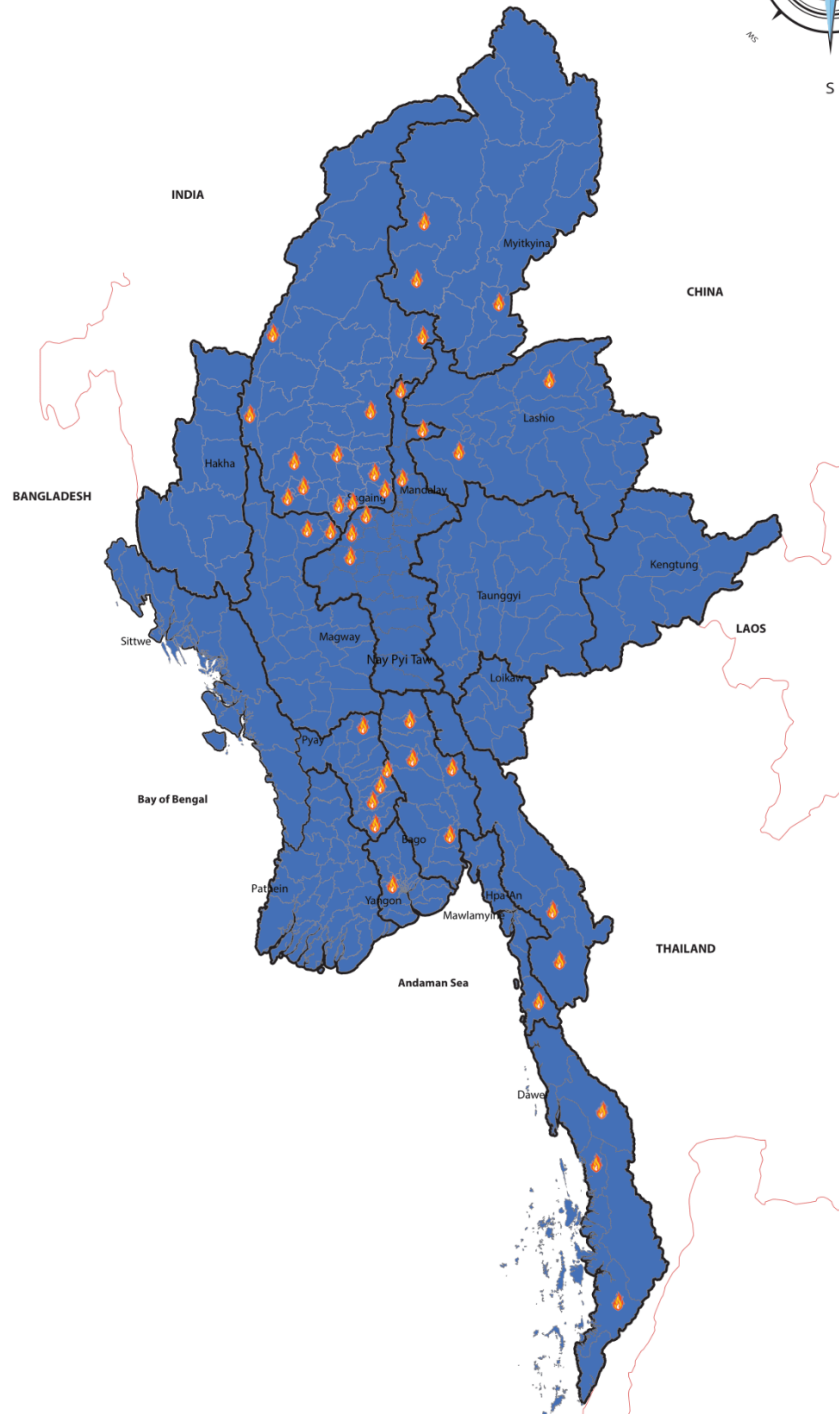 SW
S
INDIA
Myitkyina
CHINA
Lashio
Hakha
Mandalay
BANGLADESH
Sagaing
Kengtung
Taunggyi
LAOS
Magway
Sittwe
Nay Pyi Taw
Loikaw
Pyay
Bay of Bengal
Bago
Pathein
Hpa-An
Yangon
Mawlamyine
THAILAND
Andaman Sea
Dawei